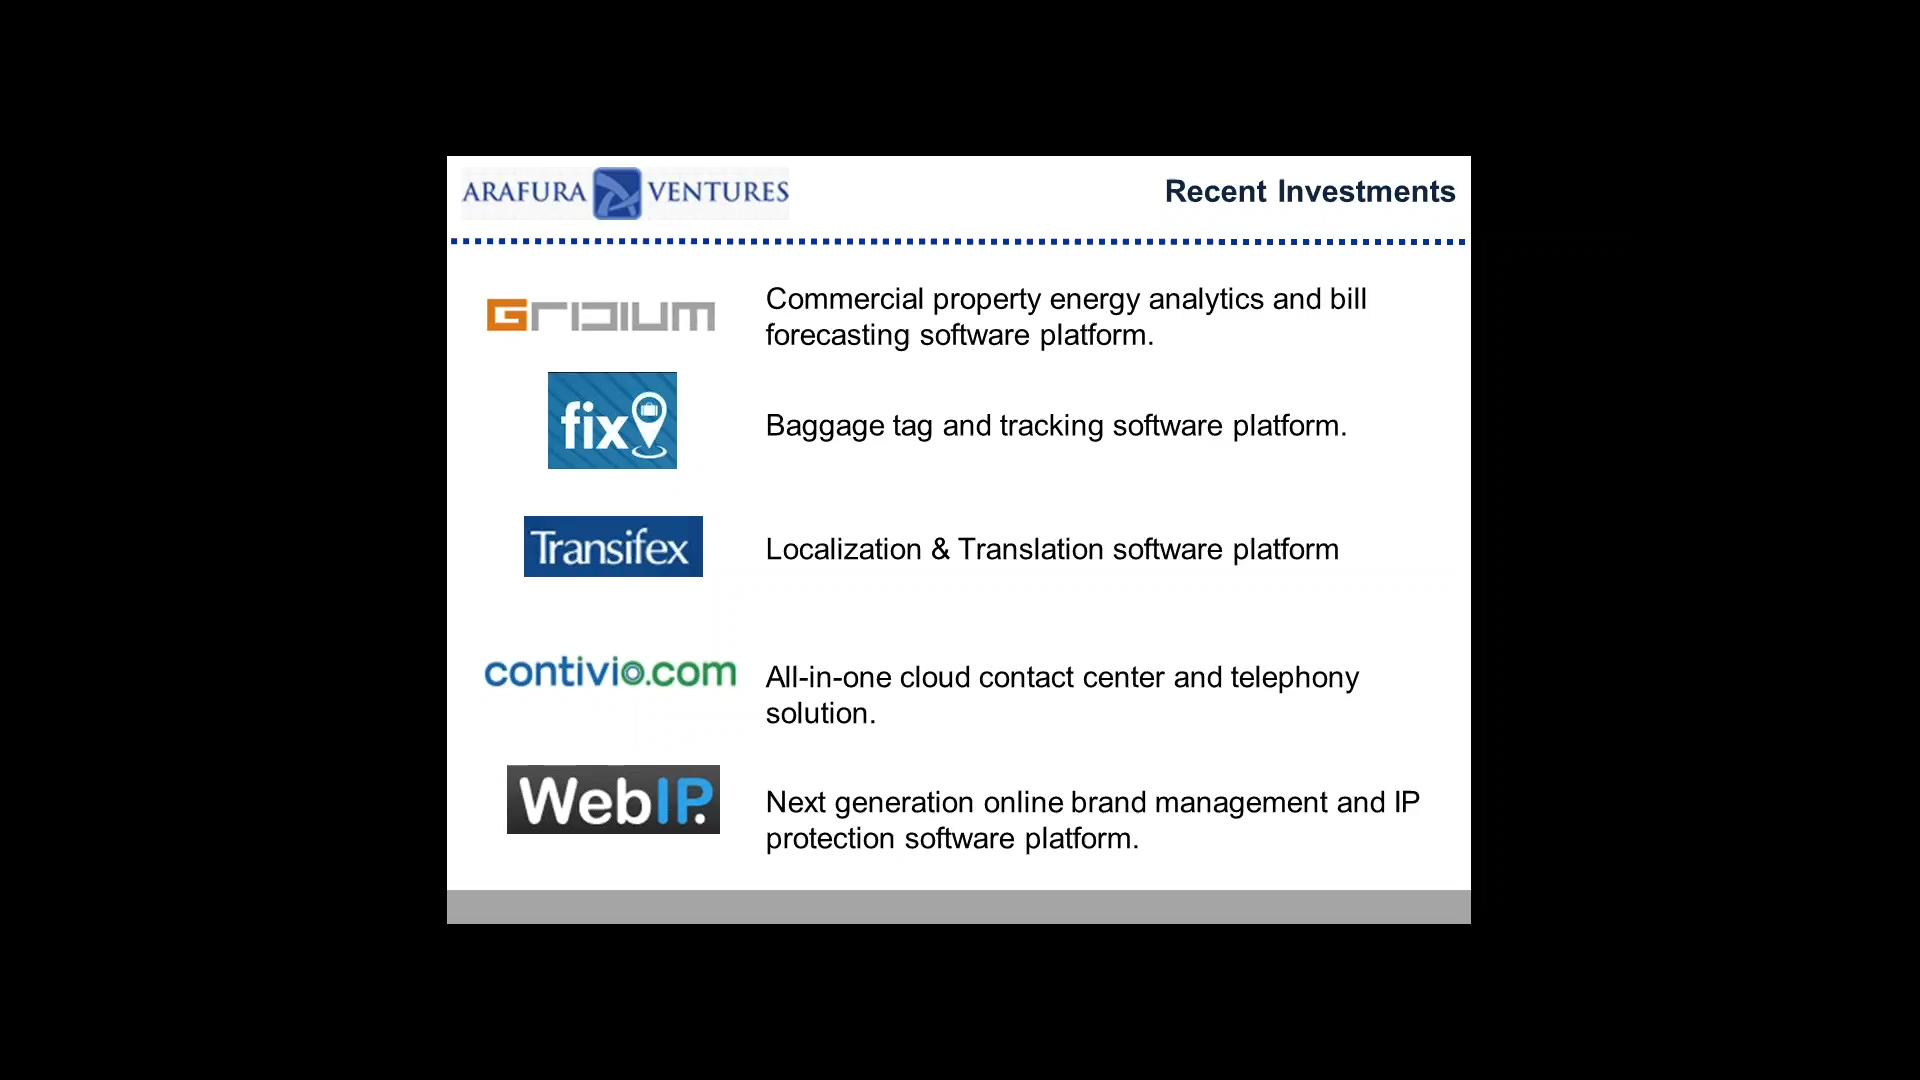 ARAFURA VENTURES
Recent Investments
GRIDIUM
Commercial property energy analytics and bill
forecasting software platform.
fix
Baggage tag and tracking software platform.
Transifex
Localization & Translation software platform
contivio.com
All-in-one cloud contact center and telephony
solution.
WebIP.
Next generation online brand management and IP
protection software platform.